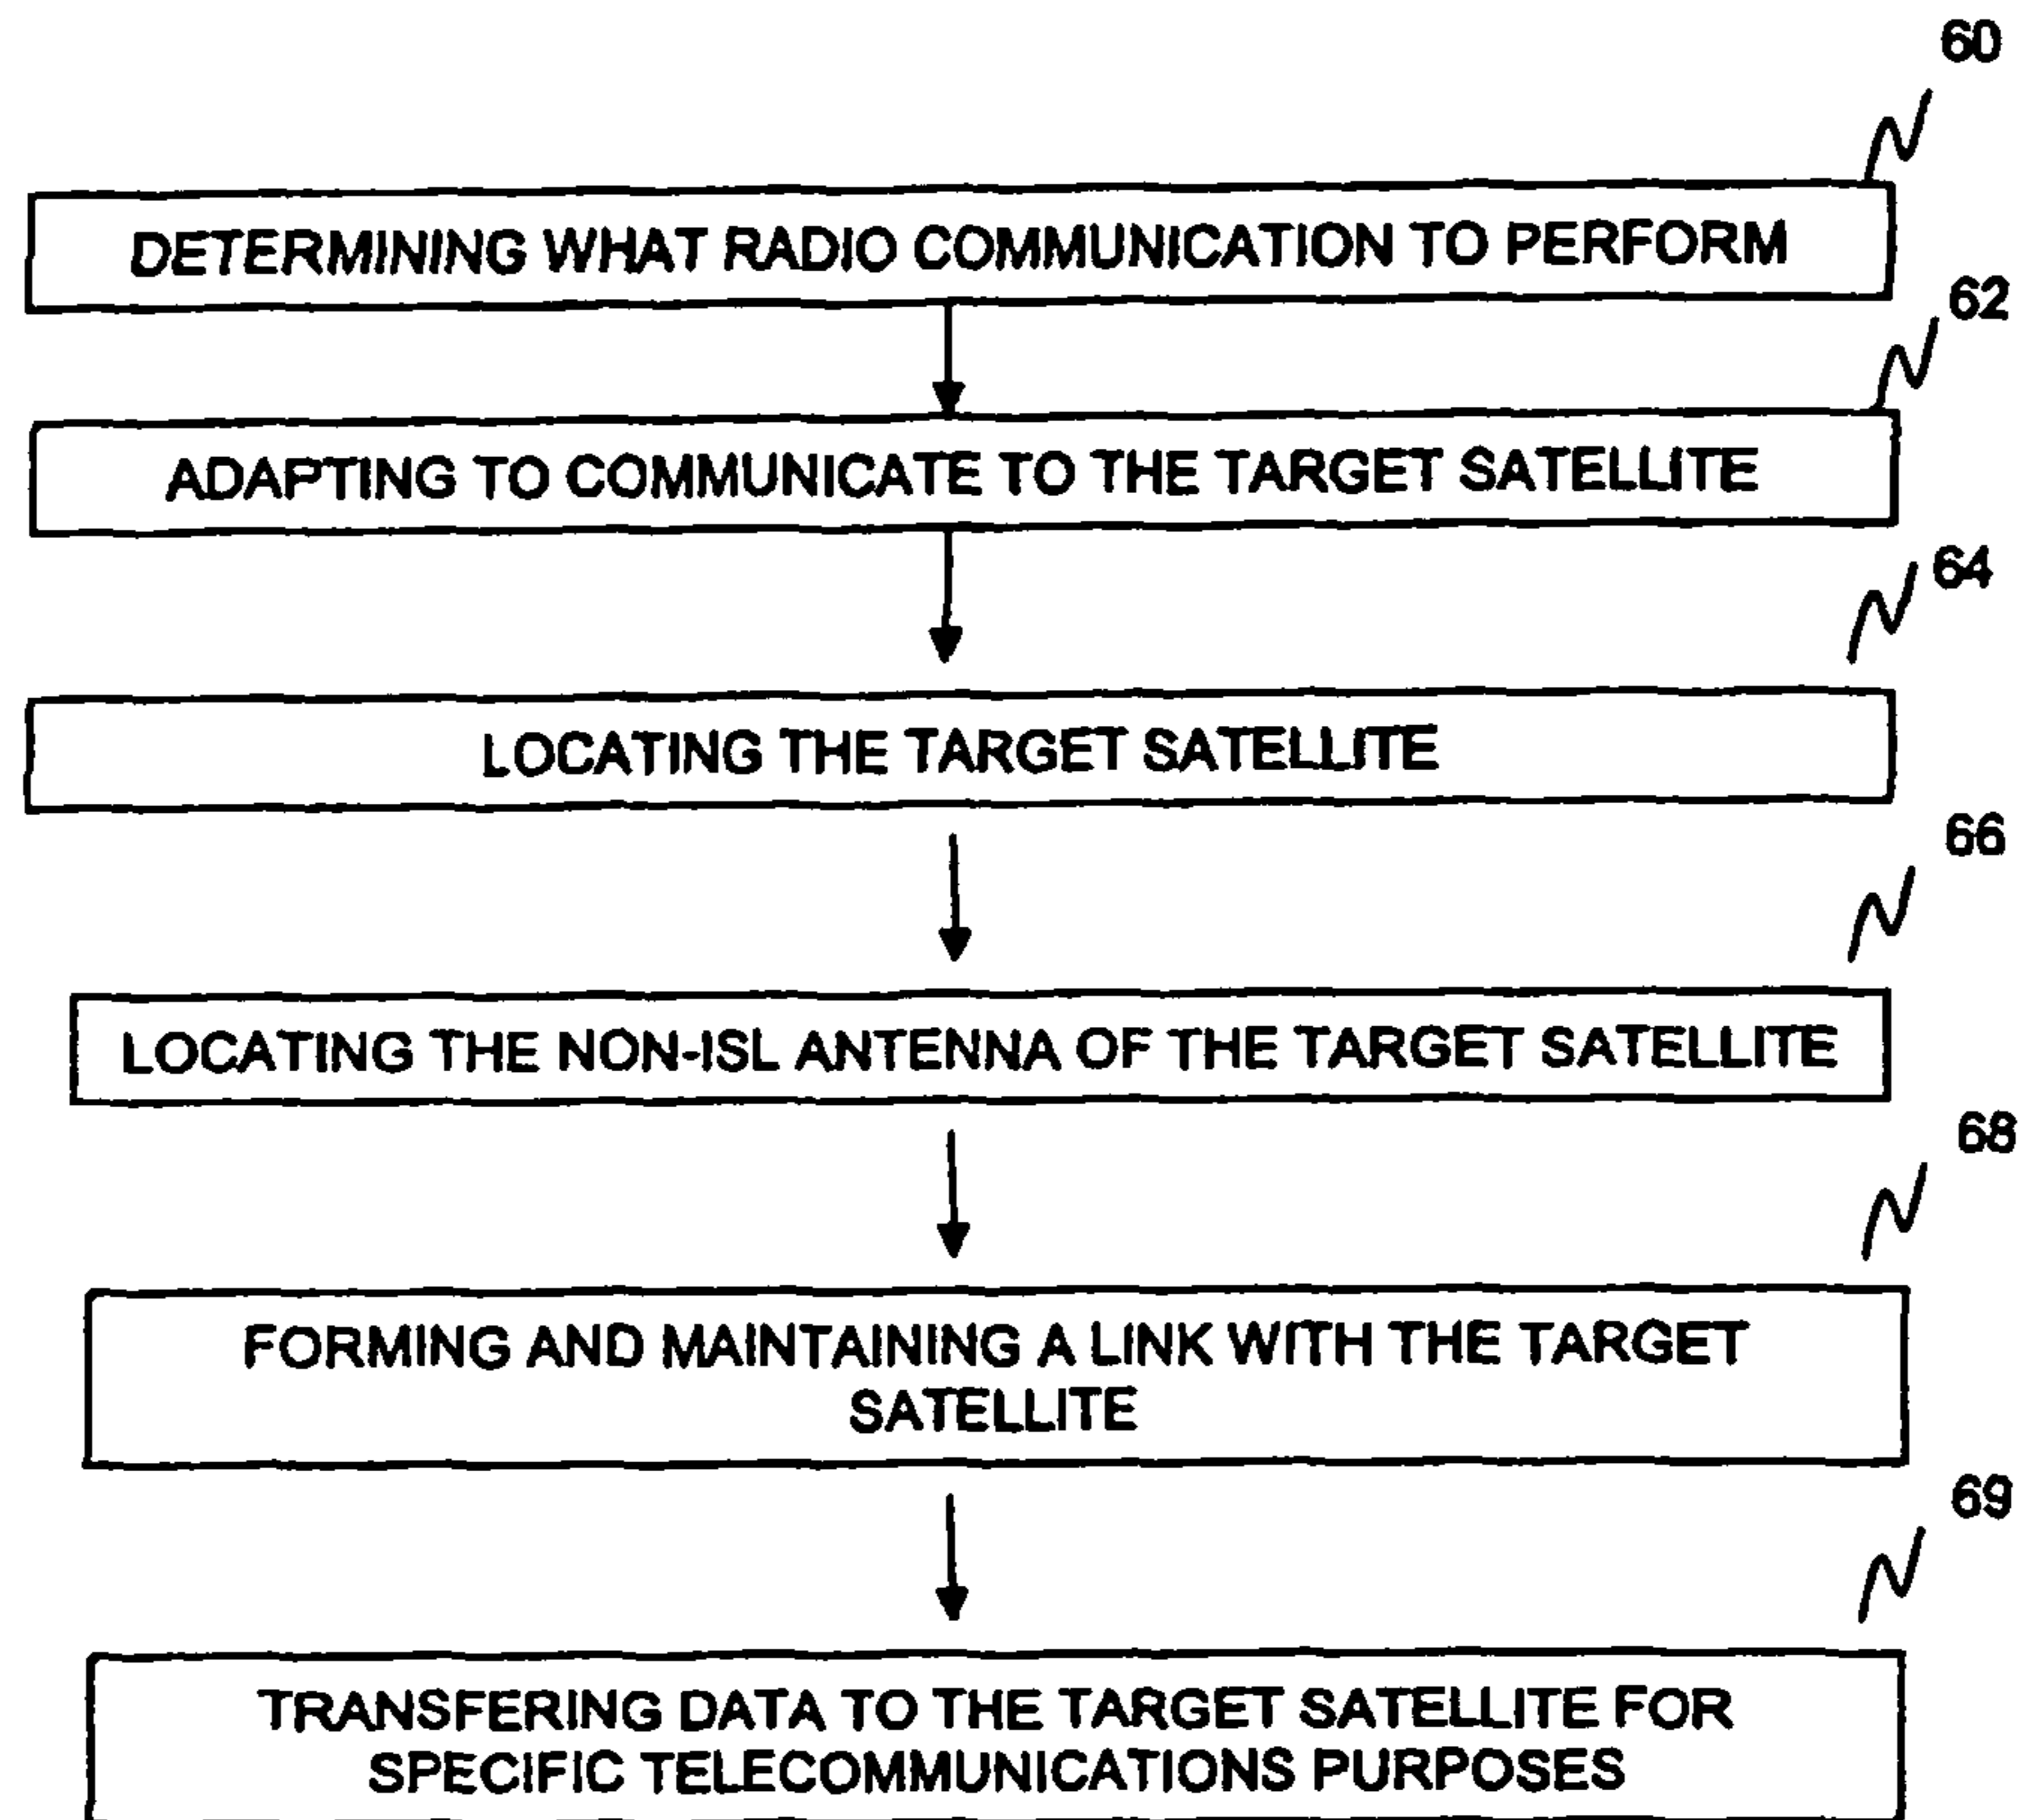 60
DETERMINING WHAT RADIO COMMUNICATION TO PERFORM
62
ADAPTING TO COMMUNICATE TO THE TARGET SATELLITE
64
LOCATING THE TARGET SATELLITE
66
LOCATING THE NON-ISL ANTENNA OF THE TARGET SATELLITE
68
FORMING AND MAINTAINING A LINK WITH THE TARGET
SATELLITE
69
TRANSFERING DATA TO THE TARGET SATELLITE FOR
SPECIFIC TELECOMMUNICATIONS PURPOSES